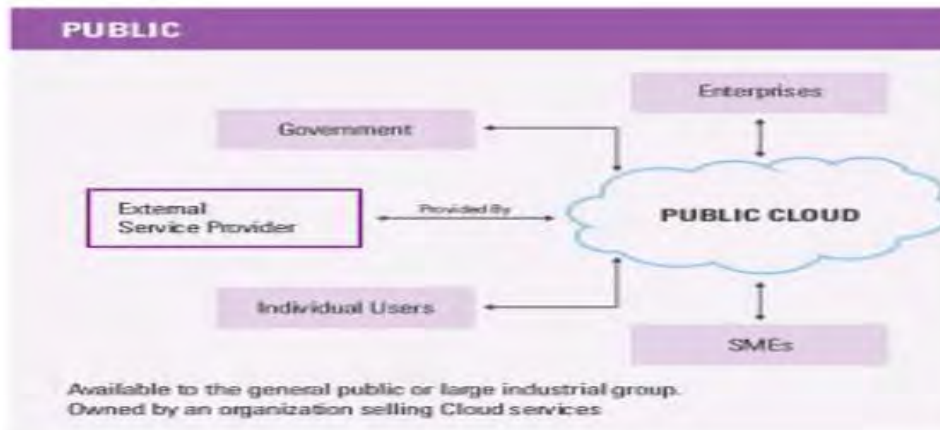 PUBLIC
Enterprises
Government
External
Service Provider
Provided By
PUBLIC CLOUD
Individual Users
SMEs
Available to the general public or large industrial group.
Owned by an organization selling Cloud services